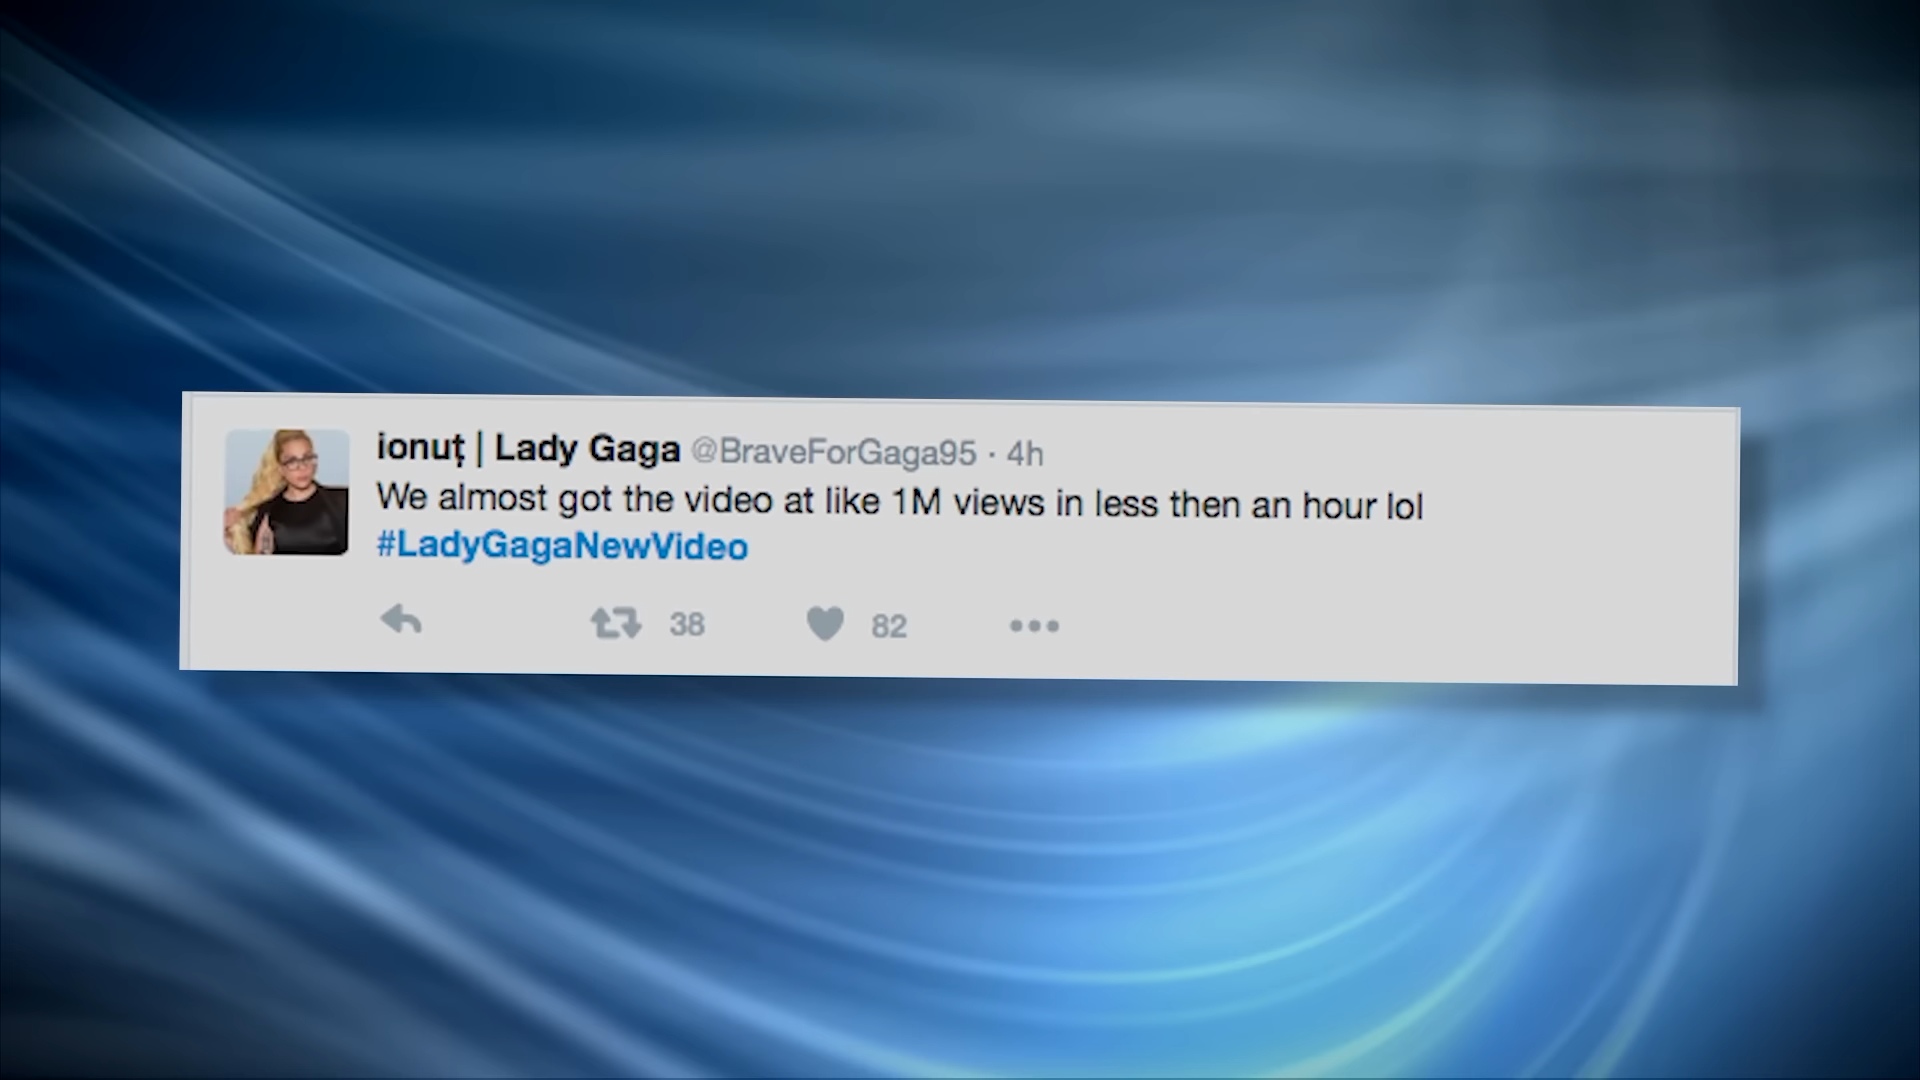 ionuț | Lady Gaga @BraveForGaga95 · 4h
We almost got the video at like 1M views in less then an hour lol
#LadyGagaNewVideo
38 82